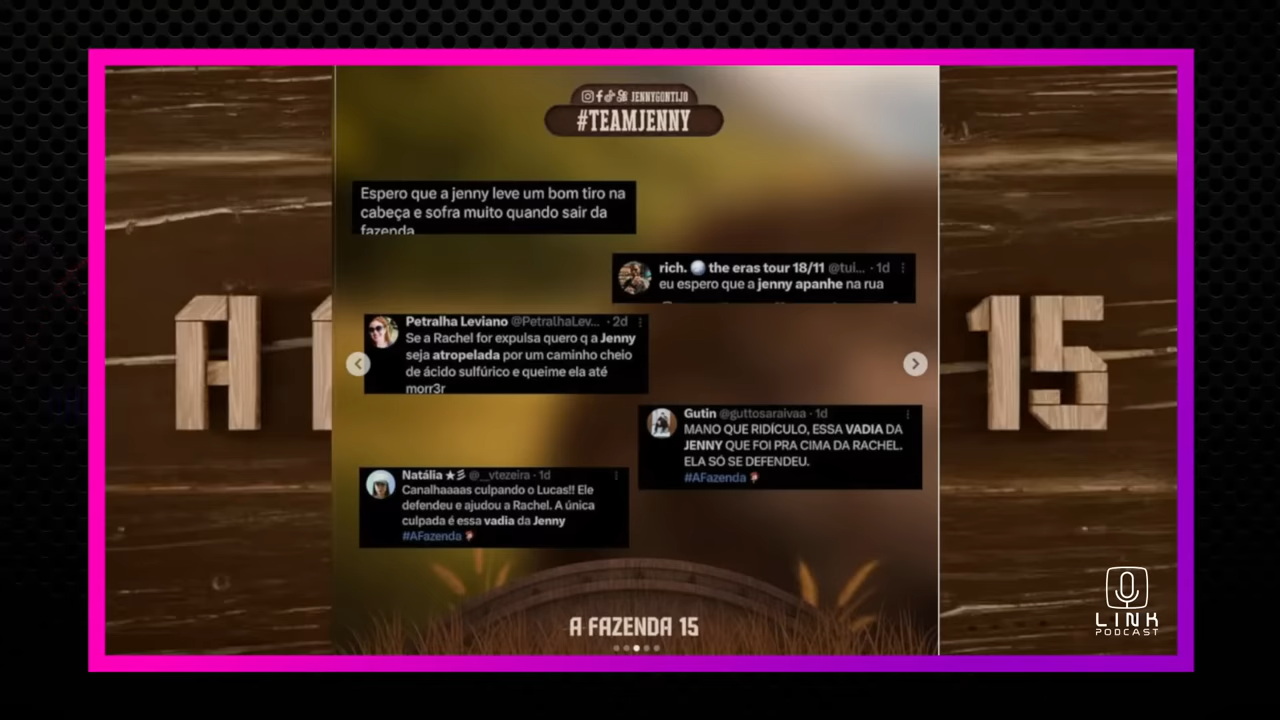 JENNYGONTIJO
#TEAMJENNY
Espero que a jenny leve um bom tiro na
cabeça e sofra muito quando sair da
fazenda
rich. the eras tour 18/11 @tui... · 1d
eu espero que a jenny apanhe na rua
Petralha Leviano @PetralhaLev... · 2d
Se a Rachel for expulsa quero q a Jenny
seja atropelada por um caminho cheio
de ácido sulfúrico e queime ela até
morr3r
Gutin @guttosaraivaa · 1d
MANO QUE RIDÍCULO, ESSA VADIA DA
JENNY QUE FOI PRA CIMA DA RACHEL.
ELA SÓ SE DEFENDEU.
#AFazenda
Natália @__vtezeira · 1d
Canalhaaaas culpando o Lucas!! Ele
defendeu e ajudou a Rachel. A única
culpada é essa vadia da Jenny
#AFazenda
A
15
A FAZENDA 15
LINK
PODCAST